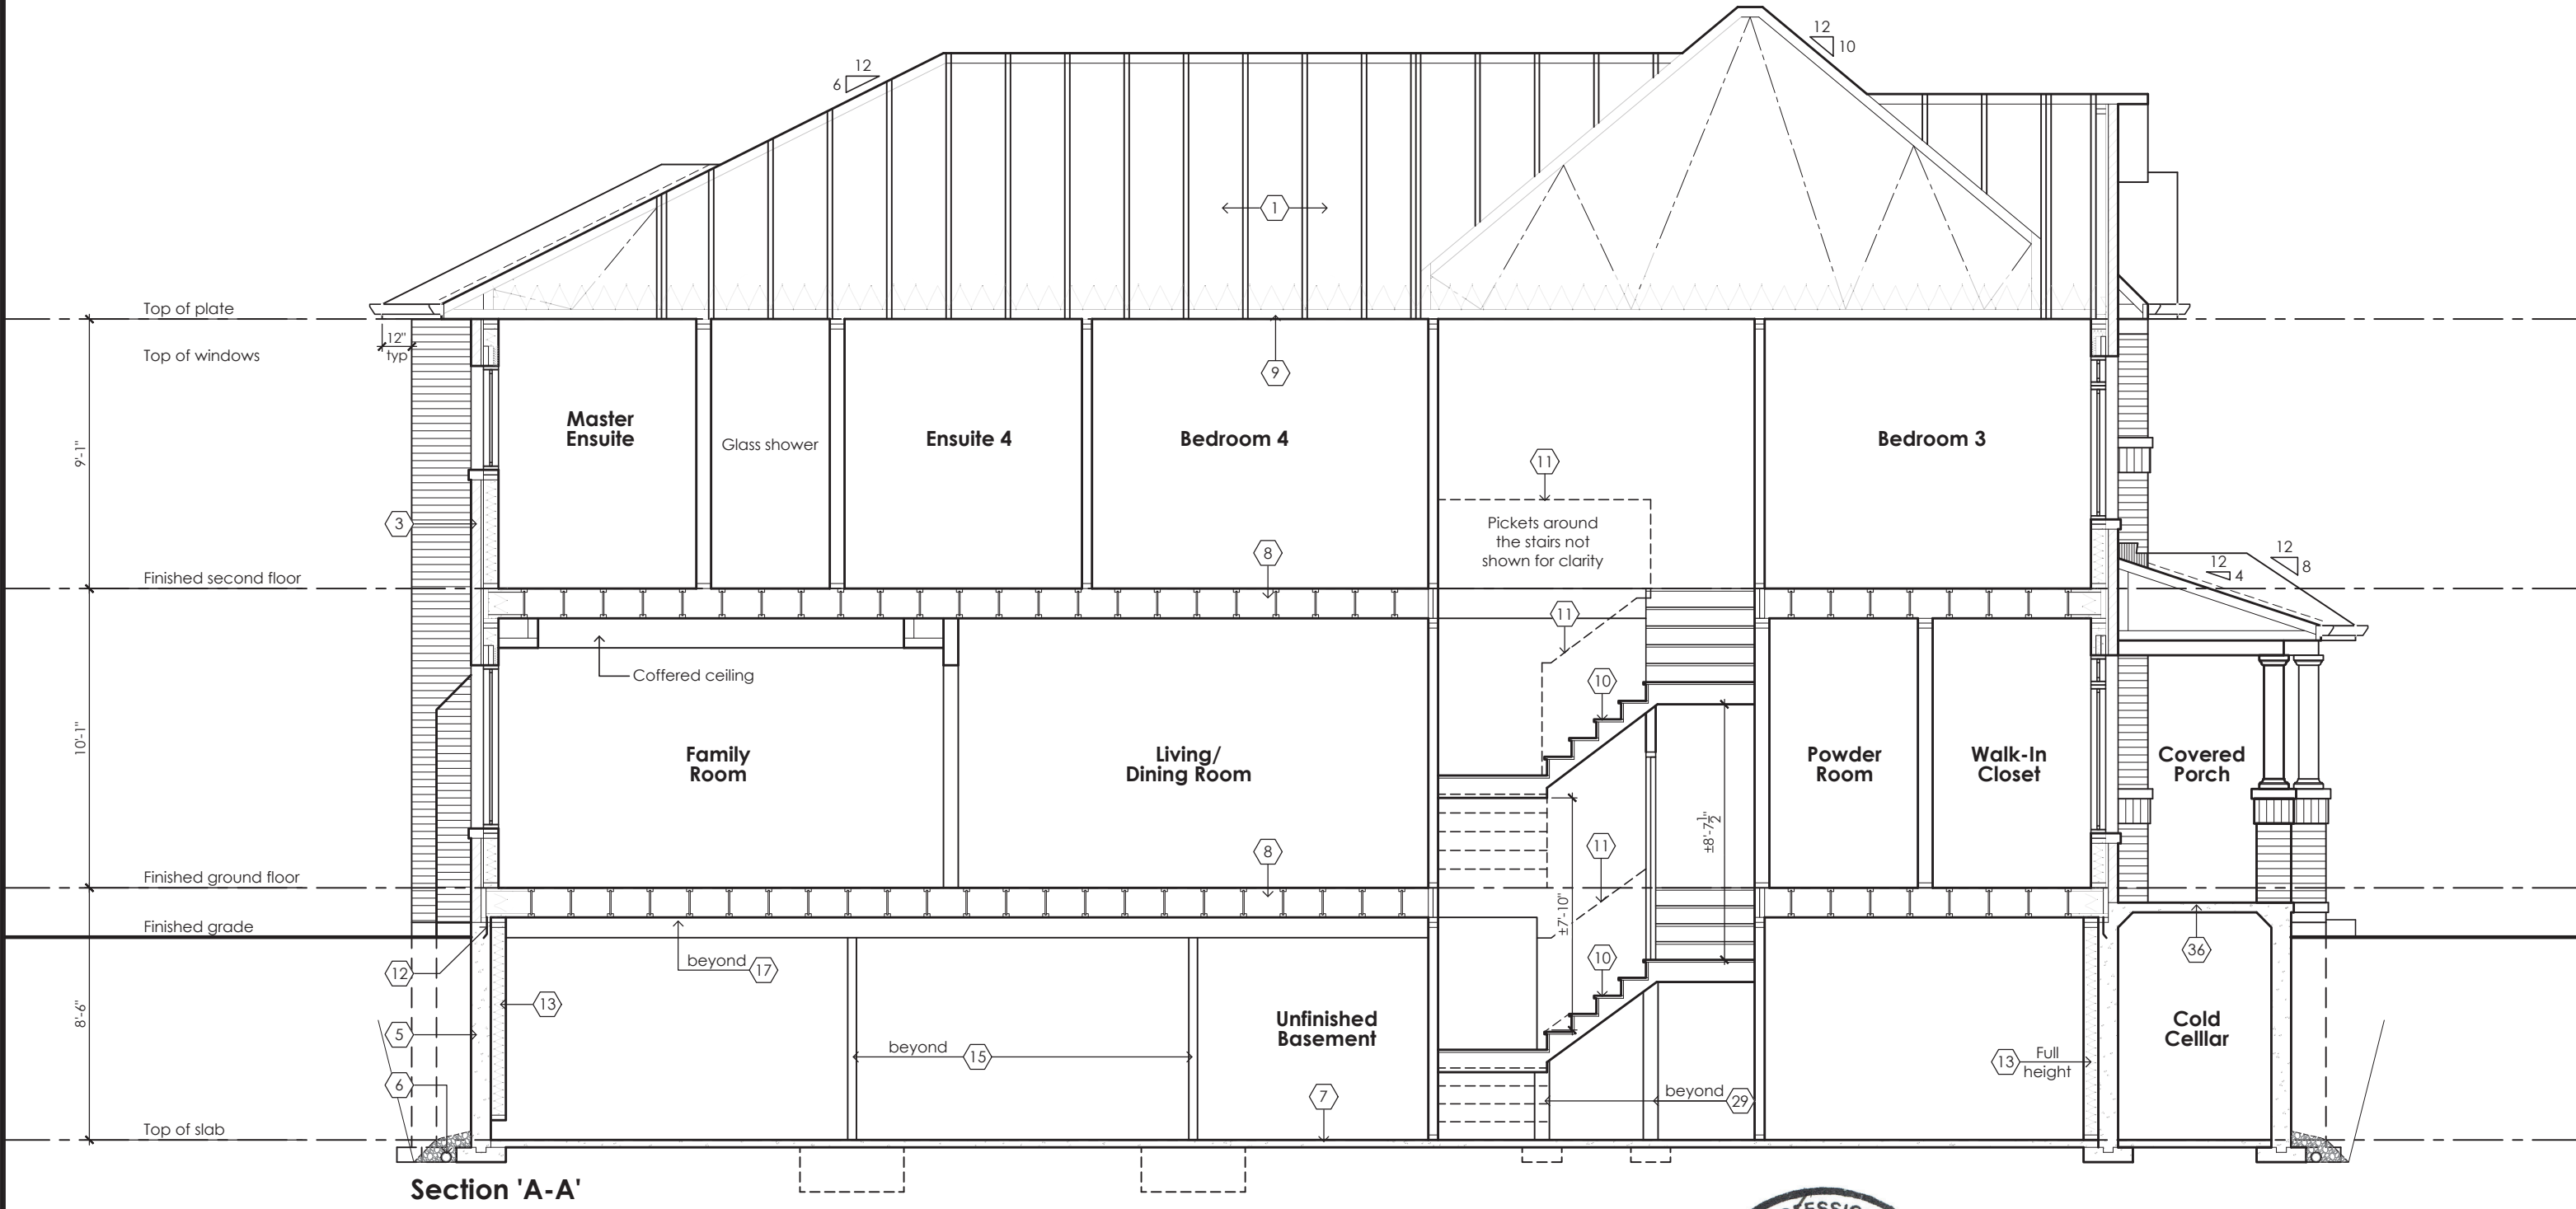 12
10
12
6
1
Top of plate
12"
typ
Top of windows
9
9'-1"
Master
Ensuite
Glass shower
Ensuite 4
Bedroom 4
Bedroom 3
11
3
Pickets around
the stairs not
shown for clarity
8
12
8
12
4
Finished second floor
11
Coffered ceiling
10
10'-1"
Family
Room
Living/
Dining Room
Powder
Room
Walk-In
Closet
Covered
Porch
±8'-7 1/2"
11
8
Finished ground floor
±7'-10"
Finished grade
36
12
beyond
17
10
13
8'-6"
5
Unfinished
Basement
Cold
Celllar
beyond
15
13
Full
height
6
7
beyond
29
Top of slab
Section 'A-A'